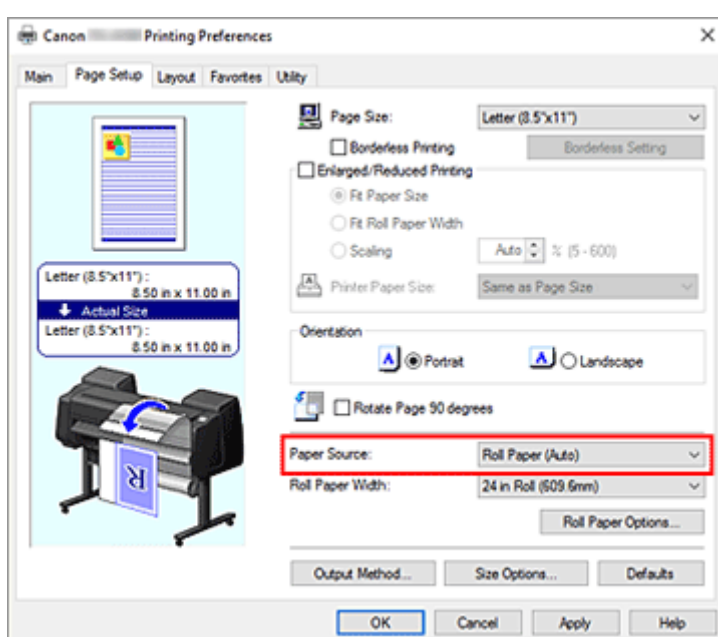 Canon Printing Preferences
Main Page Setup Layout Favorites Utility
Page Size: Letter (8.5"x11")
Borderless Printing Borderless Setting
Enlarged/Reduced Printing
Fit Paper Size
Fit Roll Paper Width
Scaling Auto % (5 - 600)
Printer Paper Size: Same as Page Size
Letter (8.5"x11") :
8.50 in x 11.00 in
Actual Size
Letter (8.5"x11") :
8.50 in x 11.00 in
Orientation
A Portrait A Landscape
Rotate Page 90 degrees
Paper Source: Roll Paper (Auto)
Roll Paper Width: 24 in Roll (609.6mm)
Roll Paper Options...
R
Output Method... Size Options... Defaults
OK Cancel Apply Help